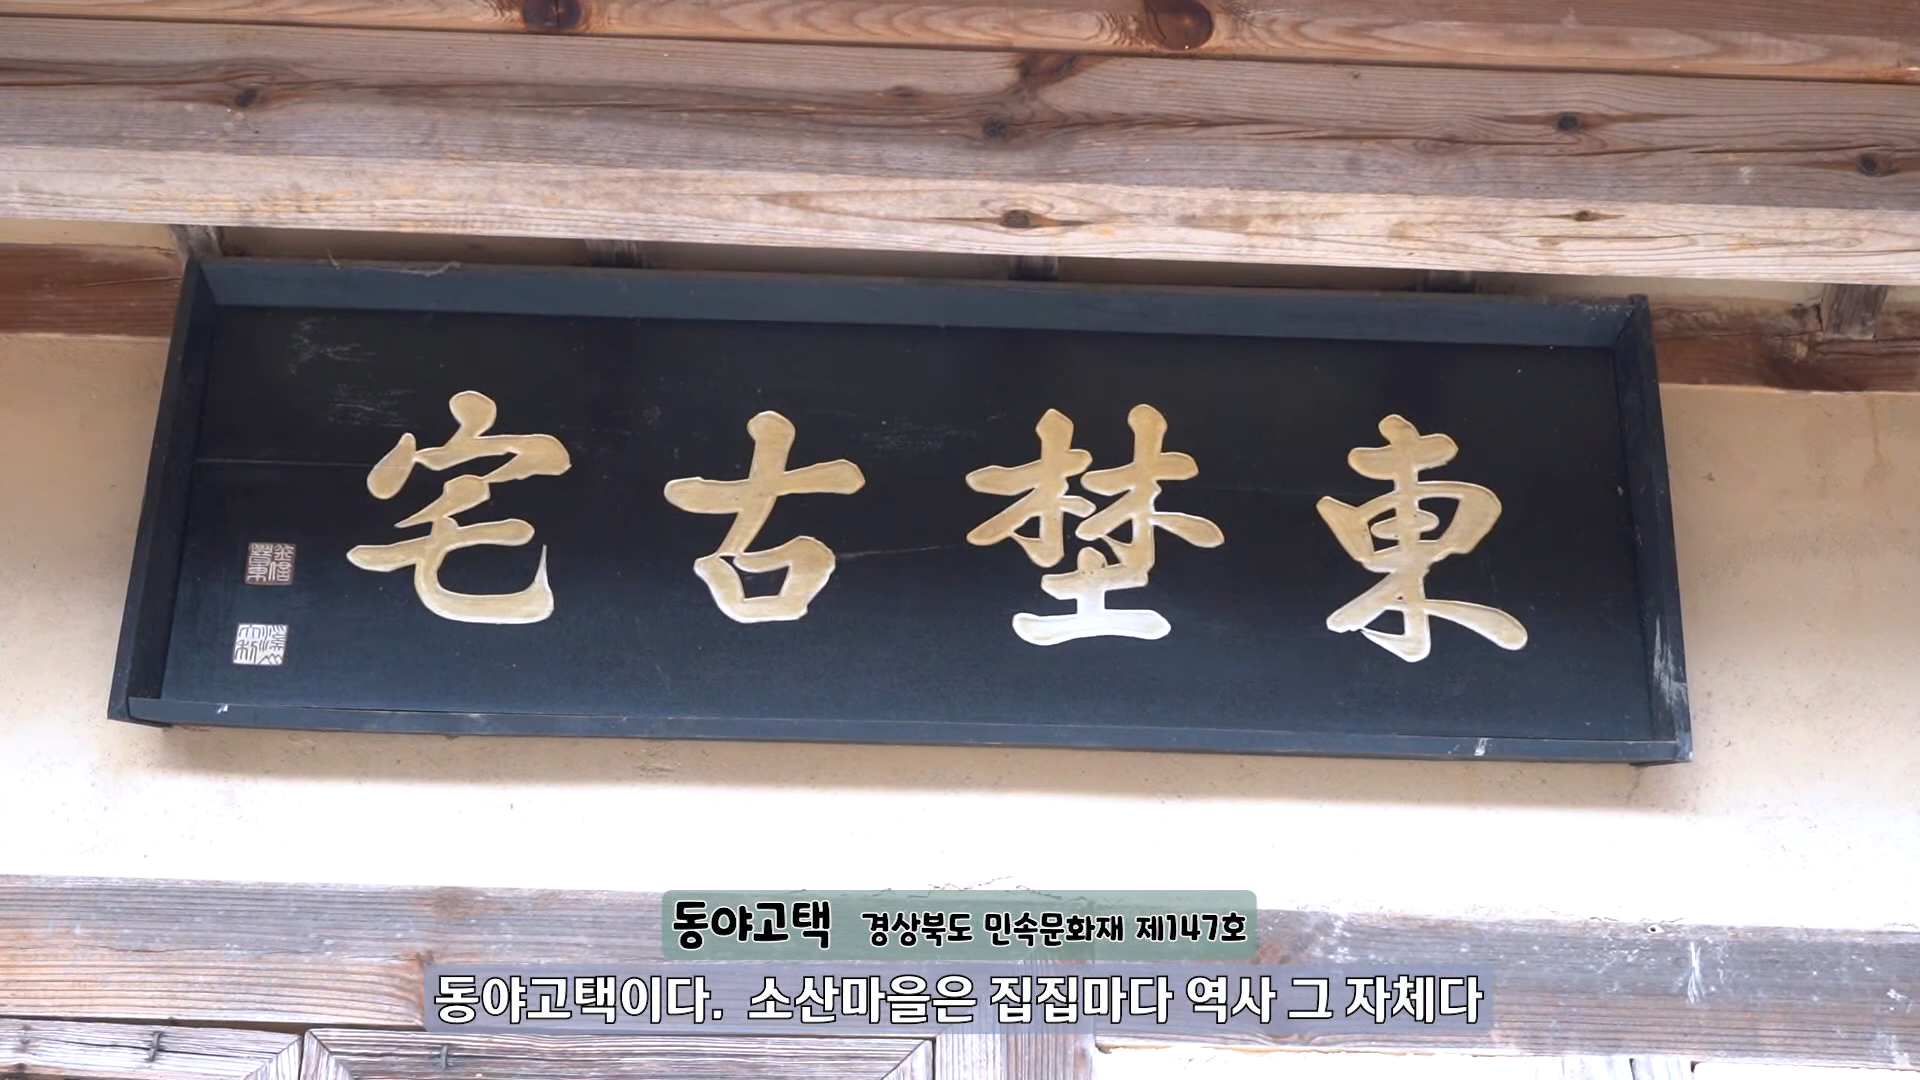 東埜古宅
동야고택 경상북도 민속문화재 제147호
동야고택이다. 소산마을은 집집마다 역사 그 자체다